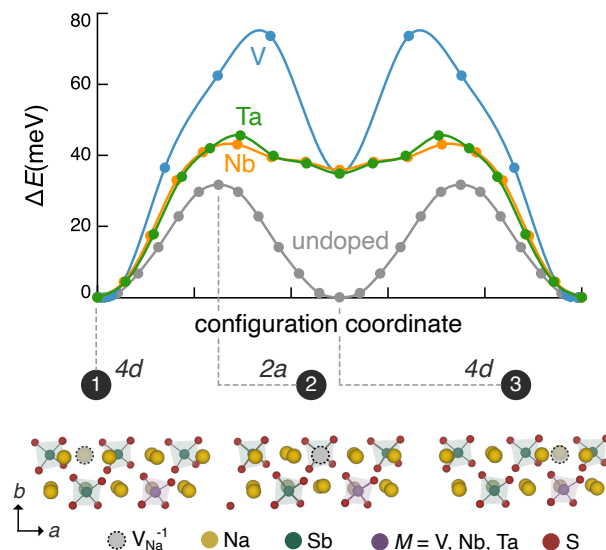 80
60
40
20
0
ΔE(meV)
V
Ta
Nb
undoped
configuration coordinate
1 4d 2a 2 4d 3
b
a
V_Na^-1 Na Sb M = V, Nb, Ta S